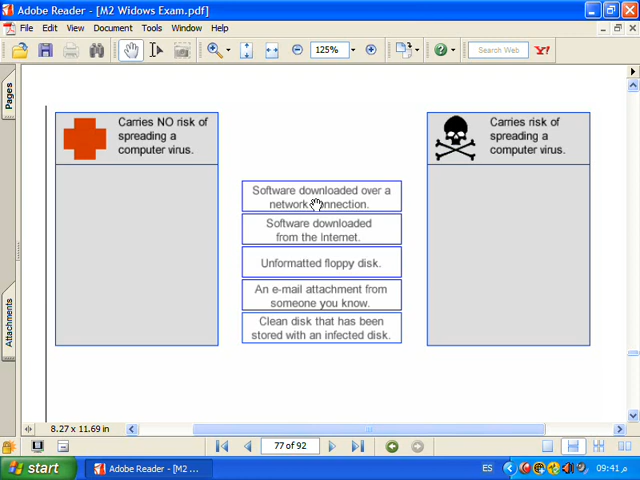 Adobe Reader - [M2 Widows Exam.pdf]
File Edit View Document Tools Window Help
125%
Search Web
Y!
Pages
Attachments
Carries NO risk of
spreading a
computer virus.
Carries risk of
spreading a
computer virus.
Software downloaded over a
network connection.
Software downloaded
from the Internet.
Unformatted floppy disk.
An e-mail attachment from
someone you know.
Clean disk that has been
stored with an infected disk.
8.27 x 11.69 in
77 of 92
start
Adobe Reader - [M2 ...
ES
09:41 م